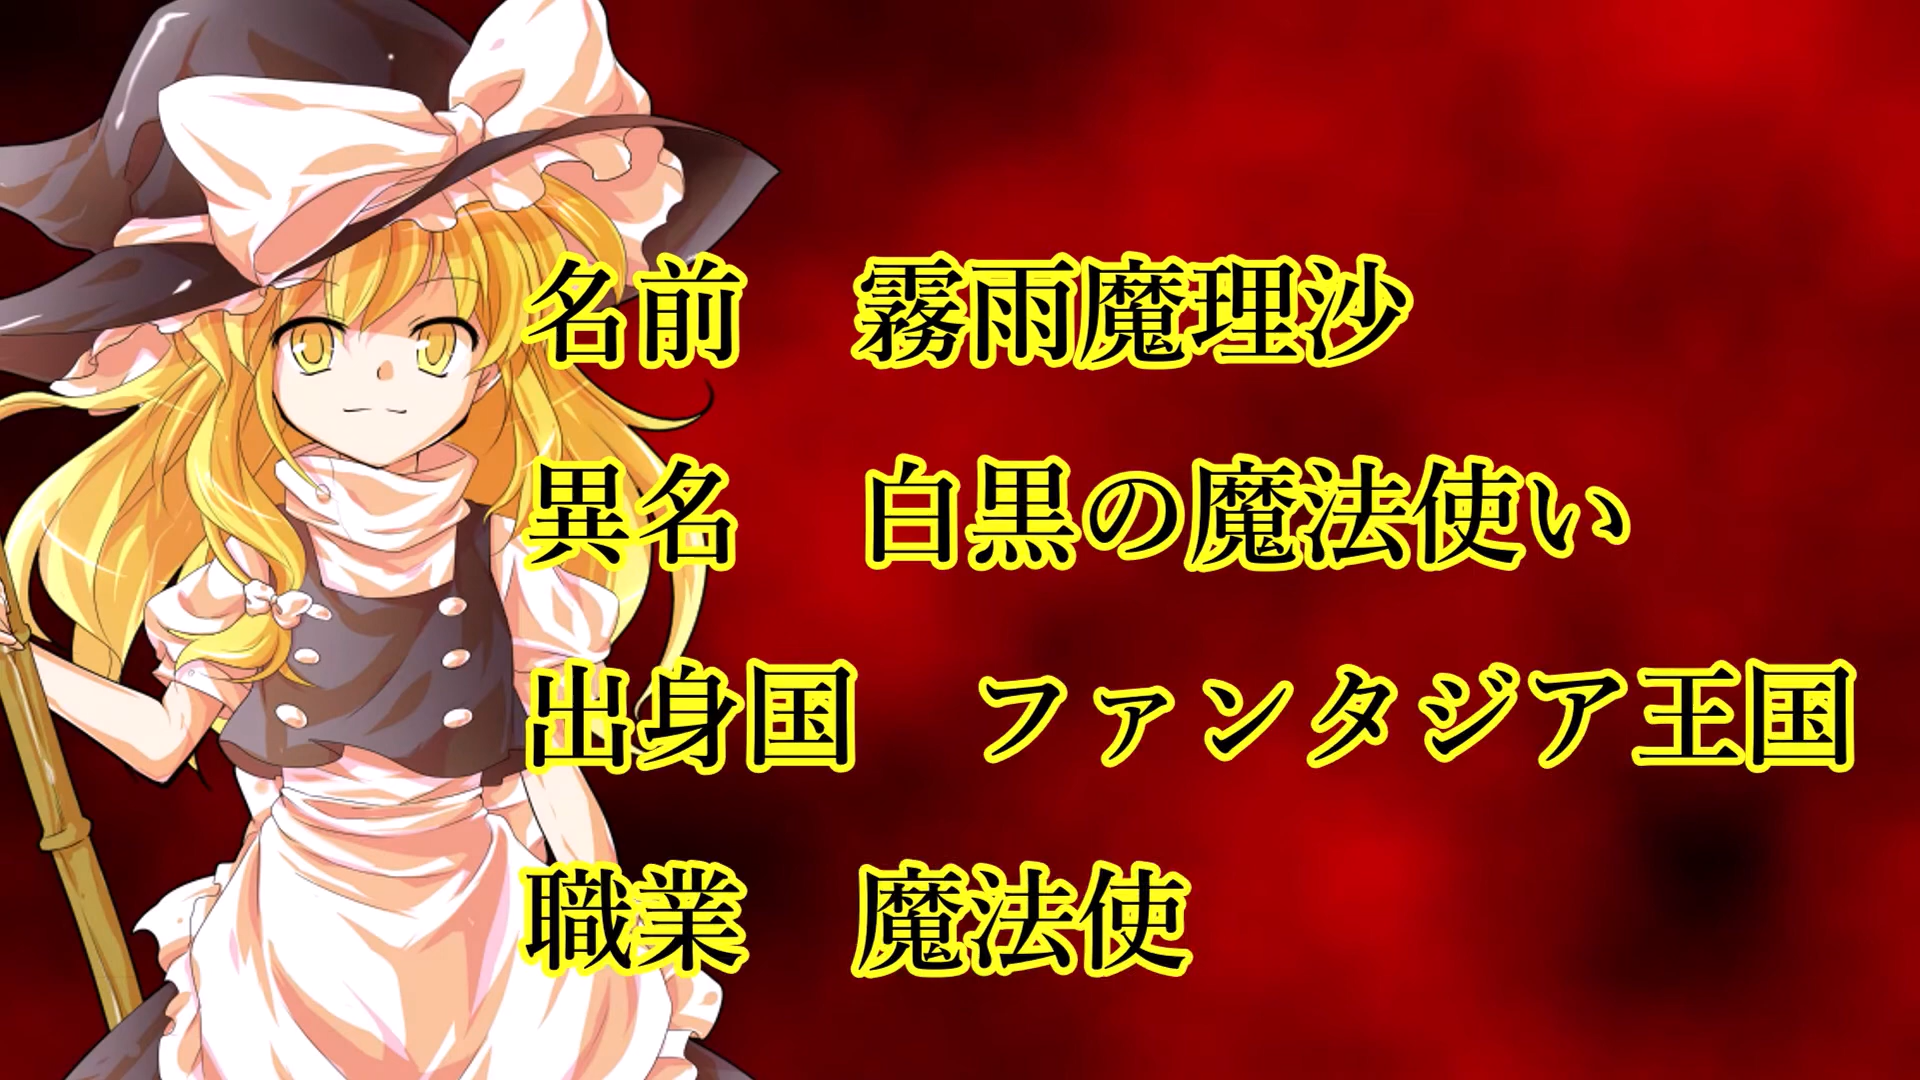 名前　霧雨魔理沙
異名　白黒の魔法使い
出身国　ファンタジア王国
職業　魔法使